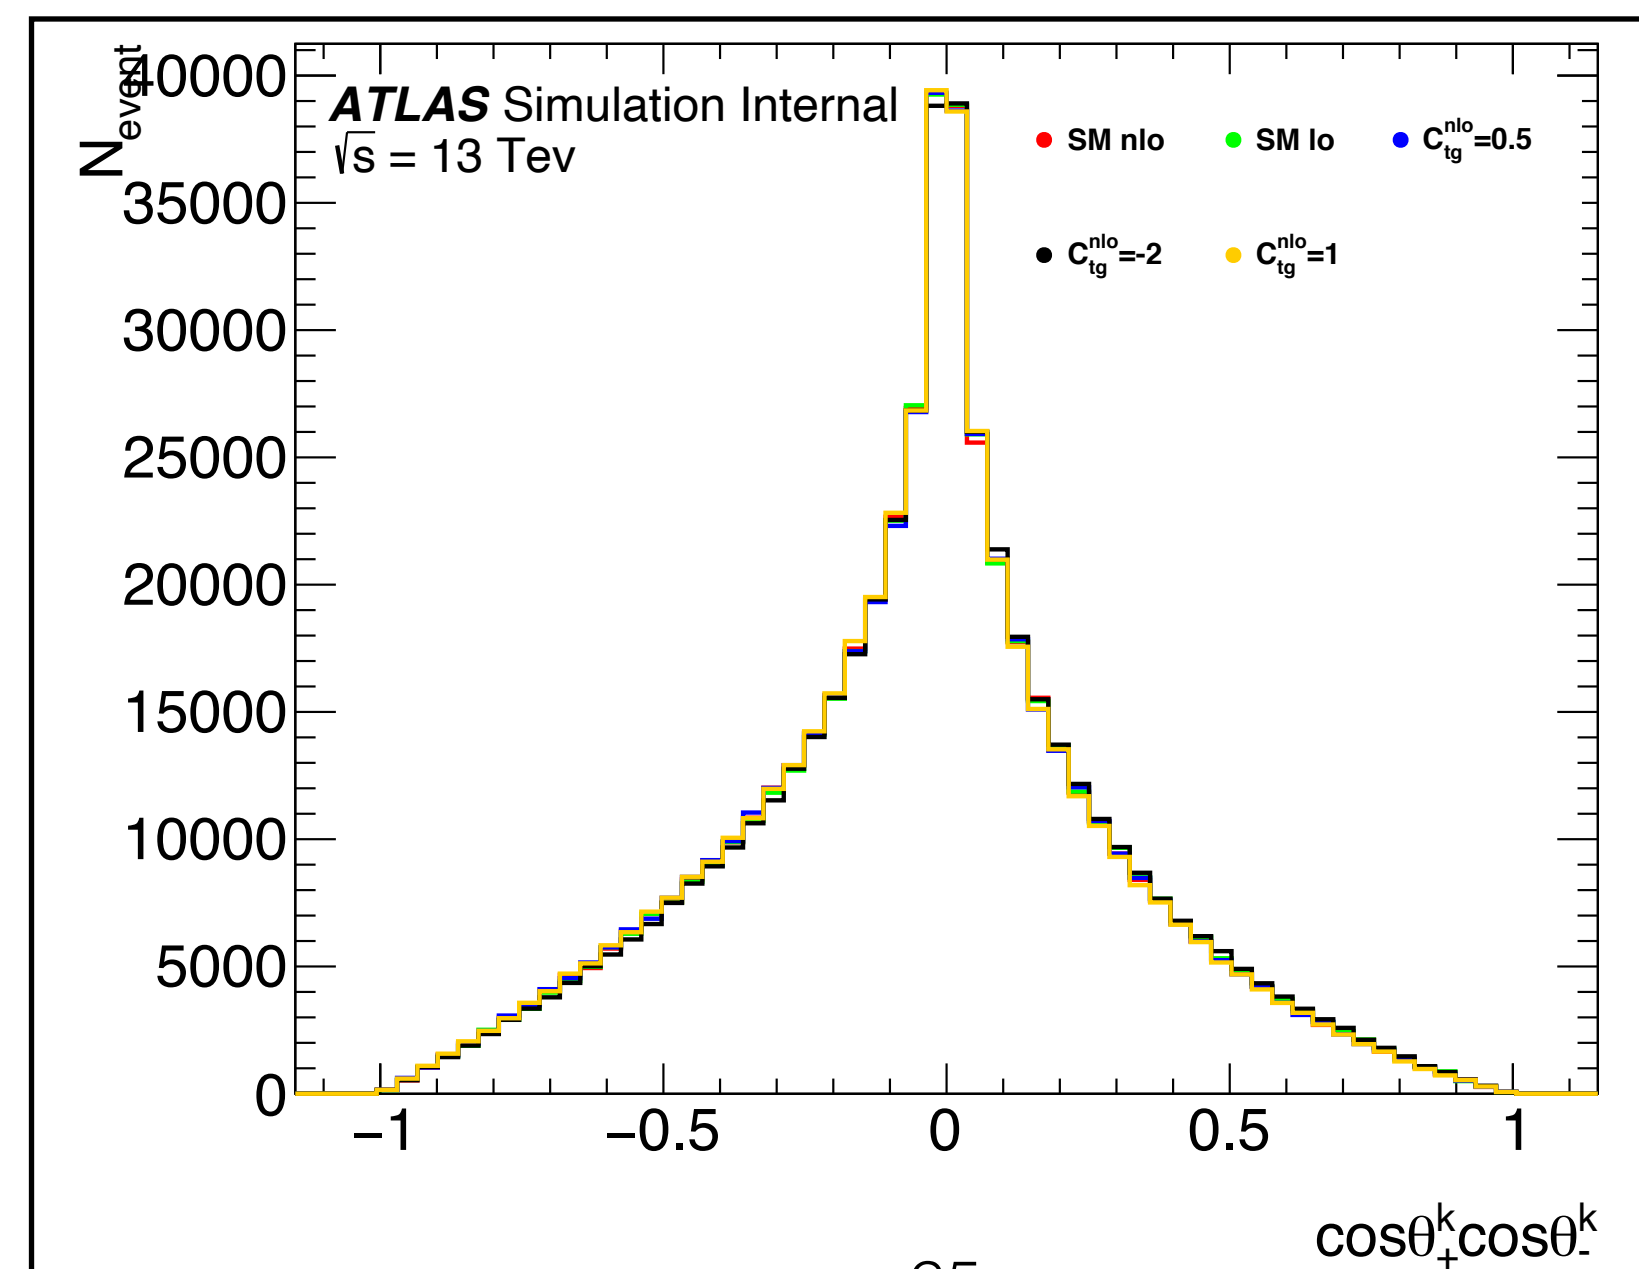 N_event
40000
ATLAS Simulation Internal
√s = 13 Tev
SM nlo
SM lo
C_tg^nlo=0.5
C_tg^nlo=-2
C_tg^nlo=1
35000
30000
25000
20000
15000
10000
5000
0
−1 −0.5 0 0.5 1
cosθ_+^k cosθ_-^k